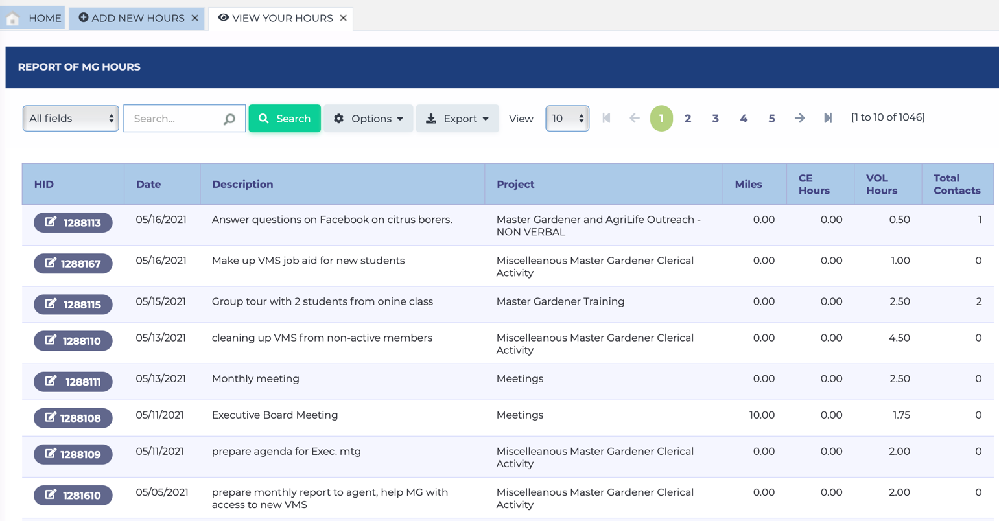 HOME ADD NEW HOURS × VIEW YOUR HOURS ×
REPORT OF MG HOURS
All fields Search... Search Options Export View 10 1 2 3 4 5 [1 to 10 of 1046]
HID Date Description Project Miles CE Hours VOL Hours Total Contacts
1288113 05/16/2021 Answer questions on Facebook on citrus borers. Master Gardener and AgriLife Outreach - 0.00 0.00 0.50 1
NON VERBAL
1288167 05/16/2021 Make up VMS job aid for new students Miscelleanous Master Gardener Clerical 0.00 0.00 1.00 0
Activity
1288115 05/15/2021 Group tour with 2 students from onine class Master Gardener Training 0.00 0.00 2.50 2
1288110 05/13/2021 cleaning up VMS from non-active members Miscelleanous Master Gardener Clerical 0.00 0.00 4.50 0
Activity
1288111 05/13/2021 Monthly meeting Meetings 0.00 0.00 2.50 0
1288108 05/11/2021 Executive Board Meeting Meetings 10.00 0.00 1.75 0
1288109 05/11/2021 prepare agenda for Exec. mtg Miscelleanous Master Gardener Clerical 0.00 0.00 2.00 0
Activity
1281610 05/05/2021 prepare monthly report to agent, help MG with Miscelleanous Master Gardener Clerical 0.00 0.00 2.00 0
access to new VMS Activity